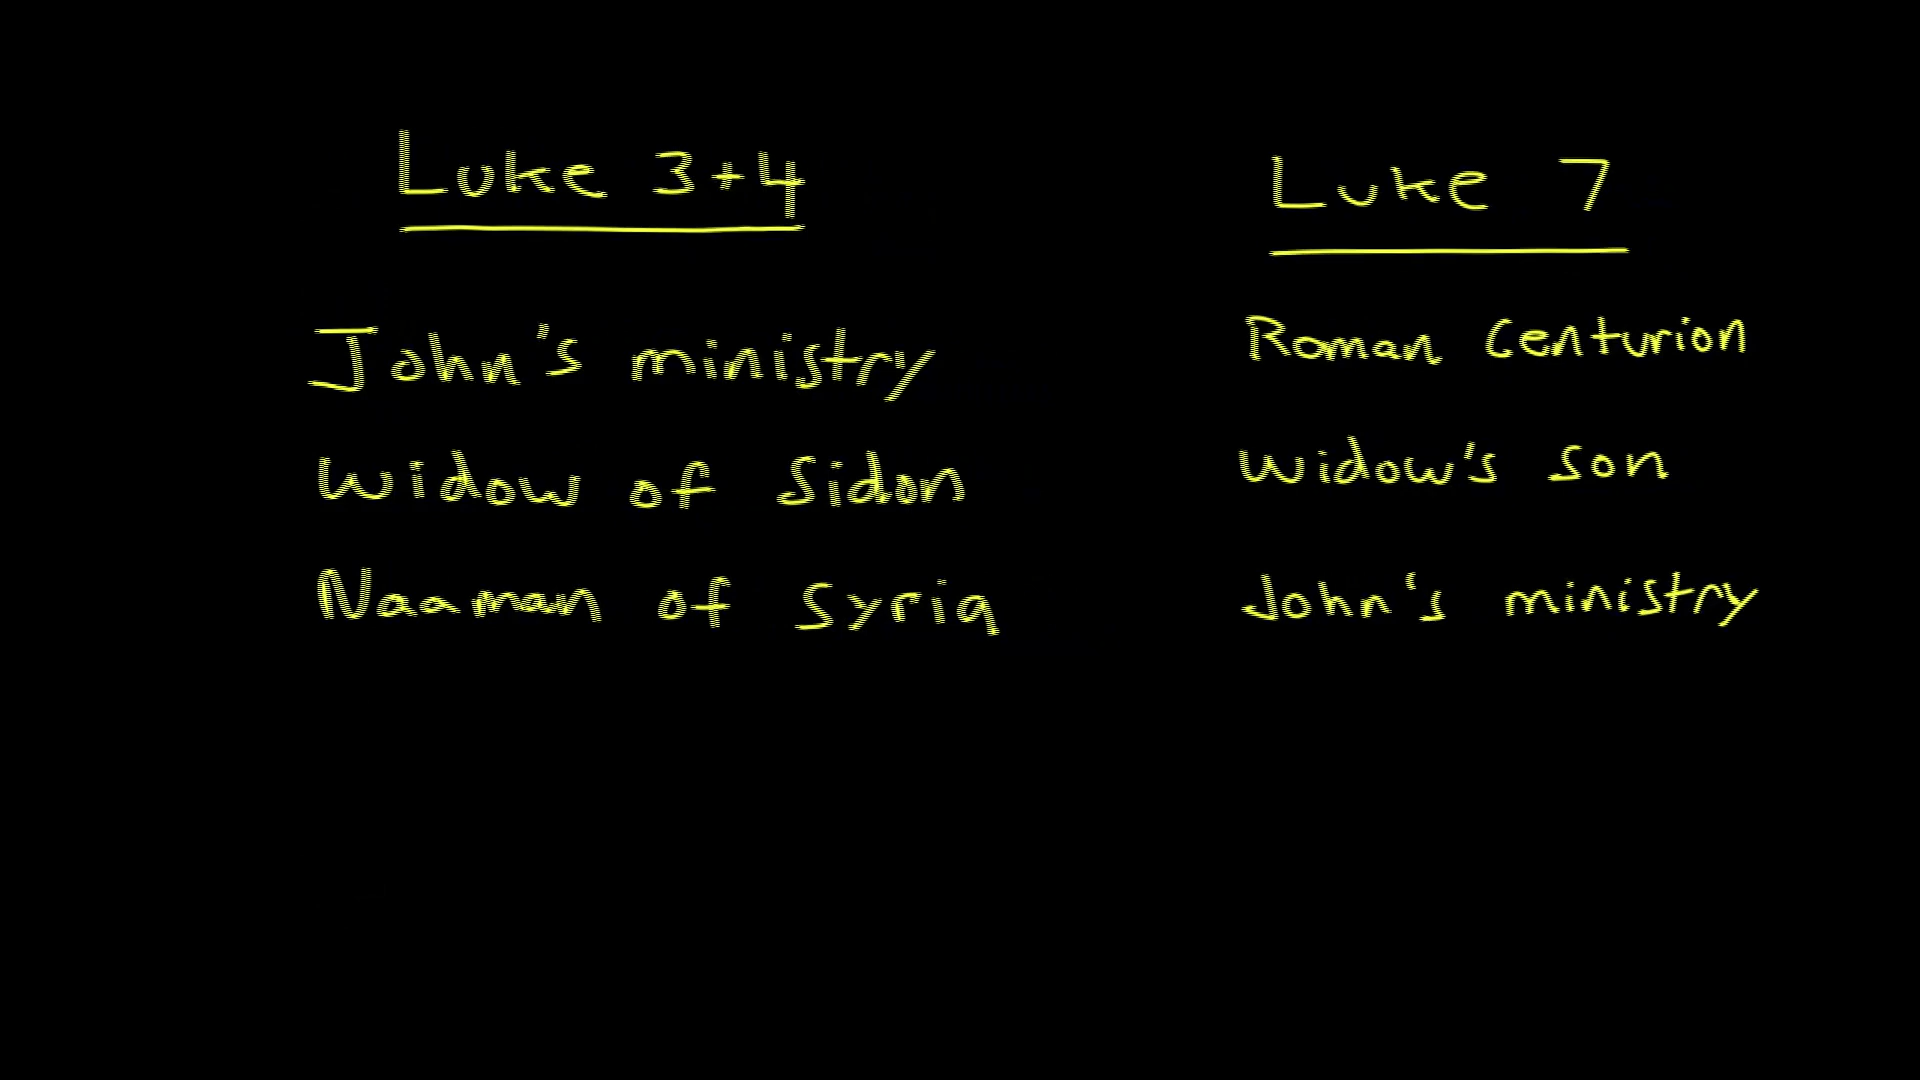 Luke 3+4
John's ministry
Widow of Sidon
Naaman of Syria
Luke 7
Roman Centurion
Widow's son
John's ministry